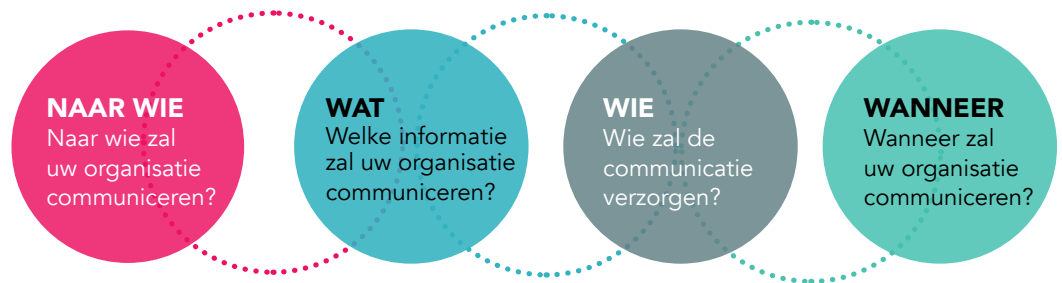 NAAR WIE
Naar wie zal
uw organisatie
communiceren?
WAT
Welke informatie
zal uw organisatie
communiceren?
WIE
Wie zal de
communicatie
verzorgen?
WANNEER
Wanneer zal
uw organisatie
communiceren?